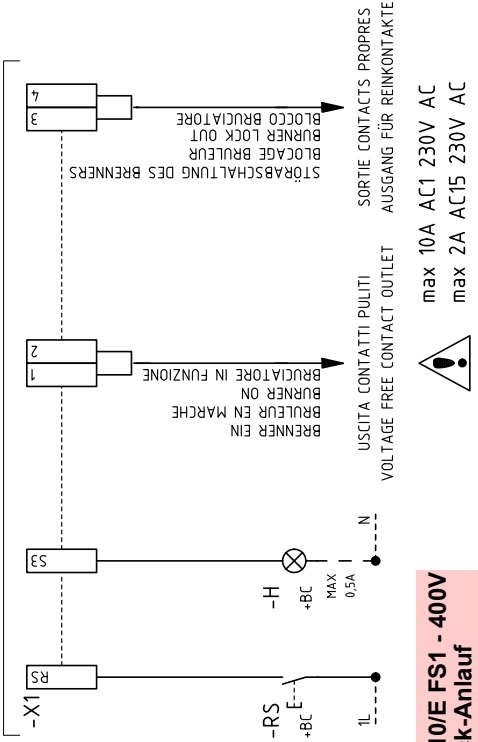 -X1
RS
S3
1
2
3
4
-RS
E
+BC
1L
-H
+BC
MAX
0,5A
N
BRENNER EIN
BRULEUR EN MARCHE
BURNER ON
BRUCIATORE IN FUNZIONE
STÖRABSCHALTUNG DES BRENNERS
BLOCAGE BRULEUR
BURNER LOCK OUT
BLOCCO BRUCIATORE
USCITA CONTATTI PULITI
VOLTAGE FREE CONTACT OUTLET
SORTIE CONTACTS PROPRES
AUSGANG FÜR REINKONTAKTE
max 10A AC1 230V AC
max 2A AC15 230V AC
10/E FS1 - 400V
k-Anlauf